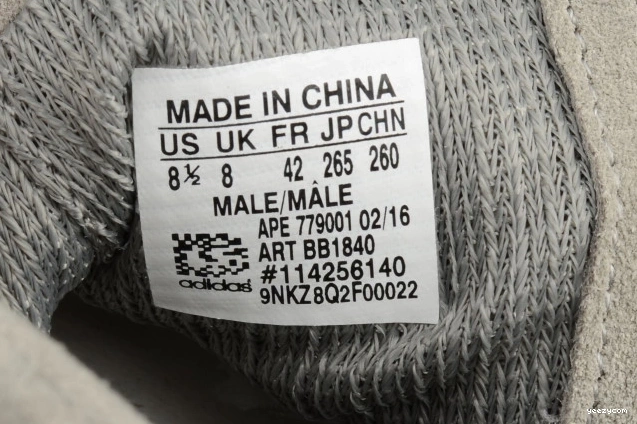 MADE IN CHINA
US UK FR JP CHN
8½ 8 42 265 260
MALE/MÂLE
APE 779001 02/16
ART BB1840
#114256140
adidas
9NKZ8Q2F00022
yeezycom